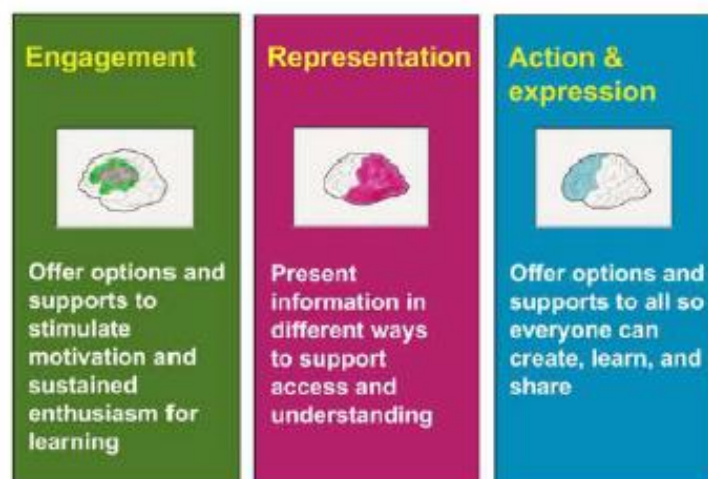 Engagement
Offer options and
supports to
stimulate
motivation and
sustained
enthusiasm for
learning
Representation
Present
information in
different ways
to support
access and
understanding
Action &
expression
Offer options and
supports to all so
everyone can
create, learn, and
share